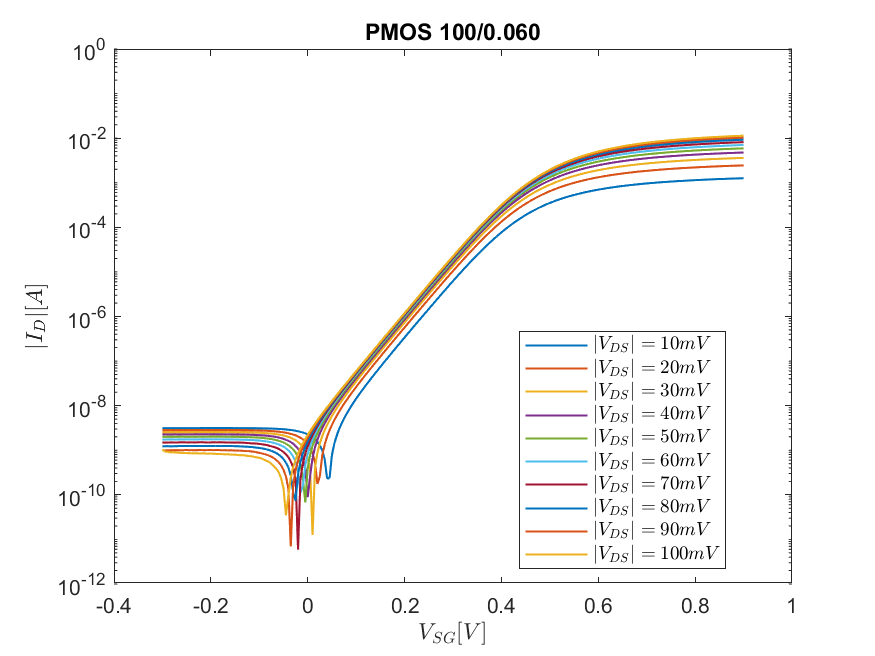 PMOS 100/0.060
|I_D|[A]
10^0
10^-2
10^-4
10^-6
10^-8
10^-10
10^-12
-0.4 -0.2 0 0.2 0.4 0.6 0.8 1
V_SG[V]
|V_DS| = 10mV
|V_DS| = 20mV
|V_DS| = 30mV
|V_DS| = 40mV
|V_DS| = 50mV
|V_DS| = 60mV
|V_DS| = 70mV
|V_DS| = 80mV
|V_DS| = 90mV
|V_DS| = 100mV